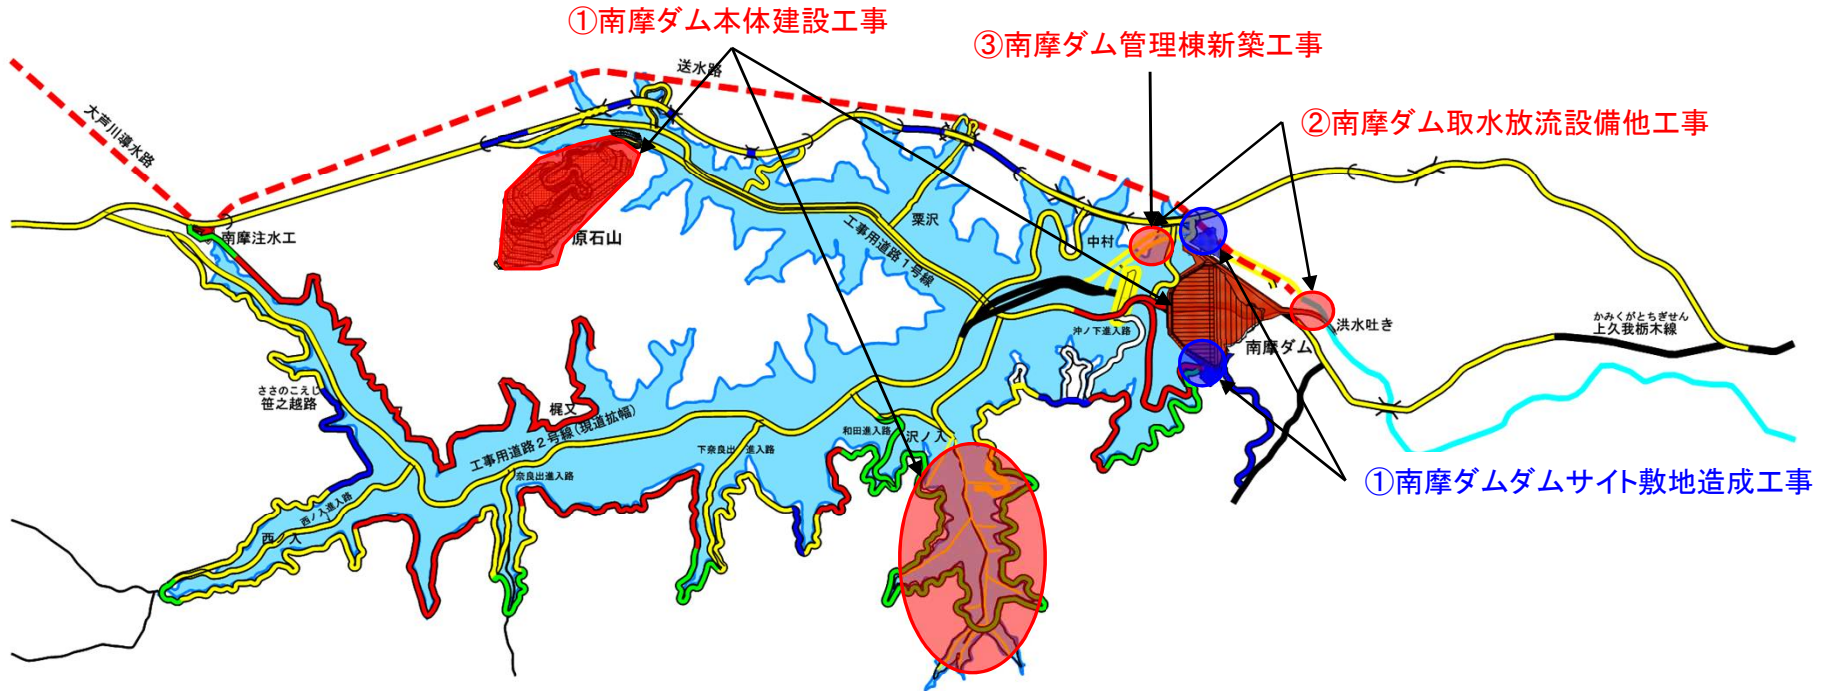 ①南摩ダム本体建設工事
③南摩ダム管理棟新築工事
送水路
大芦川導水路
②南摩ダム取水放流設備他工事
南摩注水工
原石山
粟沢
工事用道路1号線
中村
沖ノ下進入路
洪水吐き
南摩ダム
かみくがとちぎせん
上久我栃木線
ささのこえじ
笹之越路
梶又
工事用道路2号線(現道拡幅)
和田進入路
沢ノ入
下奈良出進入路
奈良出進入路
西ノ入進入路
西ノ入
①南摩ダムダムサイト敷地造成工事